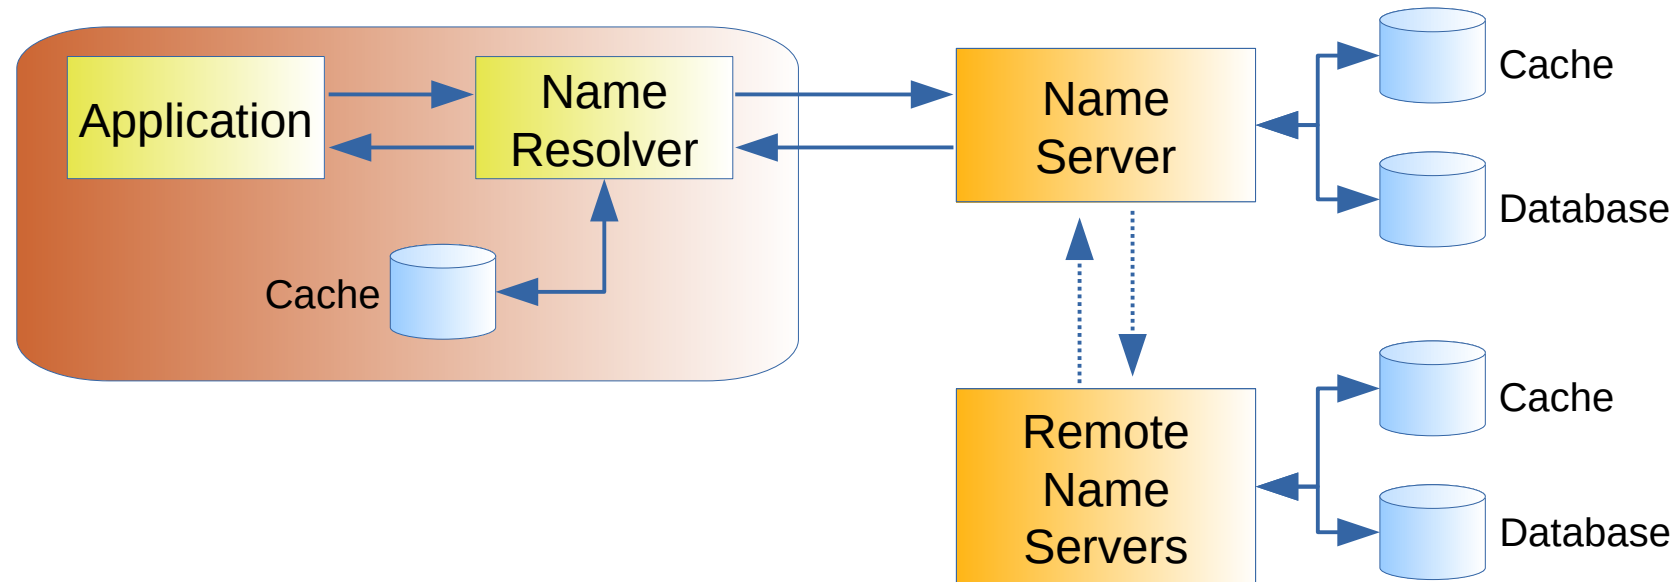 Application
Name
Resolver
Cache
Name
Server
Cache
Database
Remote
Name
Servers
Cache
Database